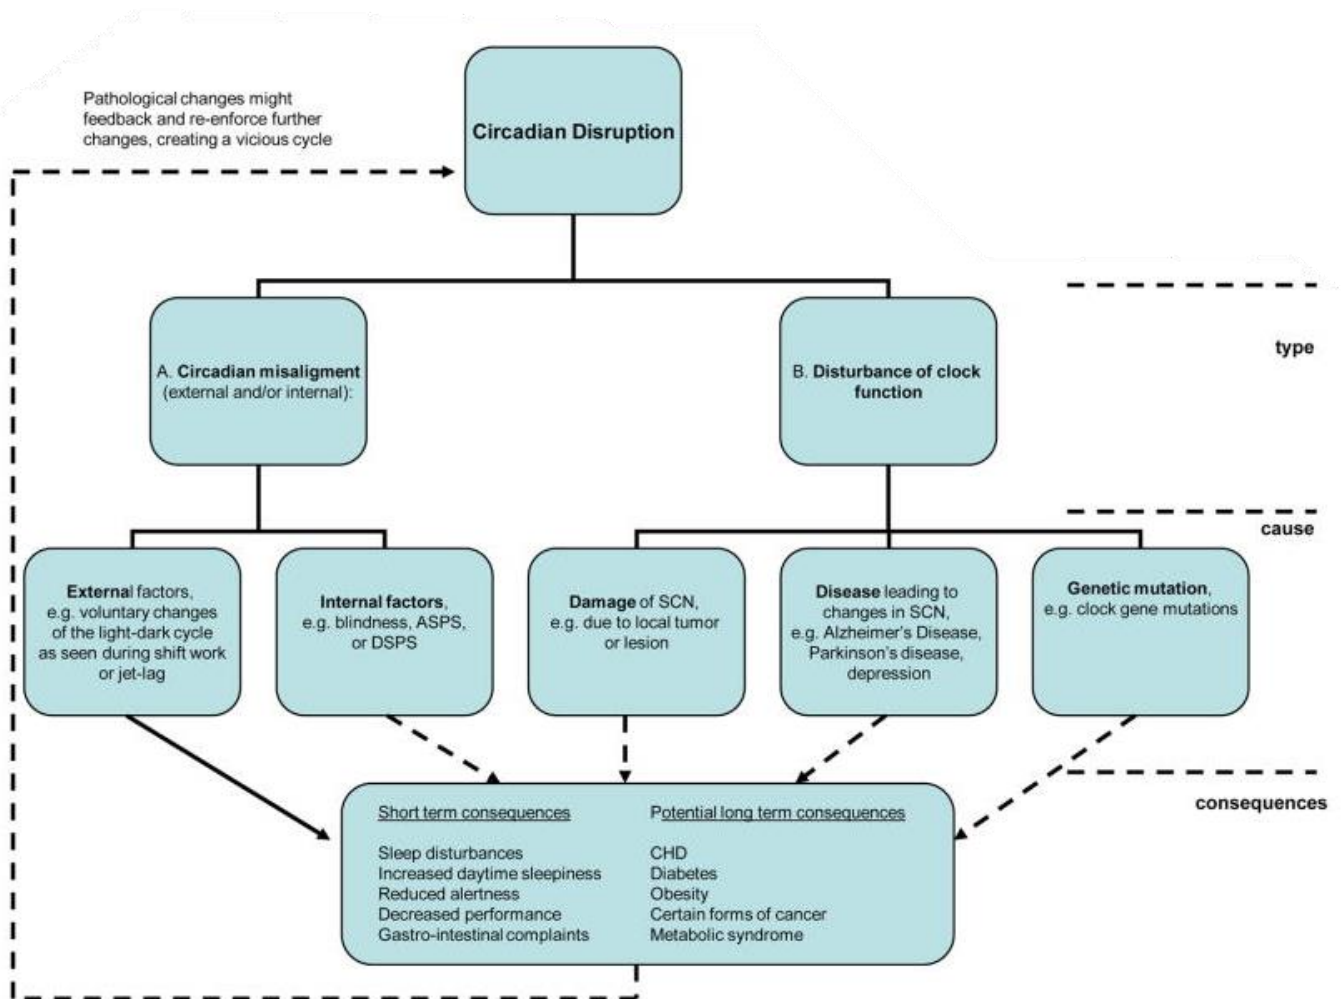 Pathological changes might
feedback and re-enforce further
changes, creating a vicious cycle
Circadian Disruption
type
A. Circadian misaligment
(external and/or internal):
B. Disturbance of clock
function
cause
External factors,
e.g. voluntary changes
of the light-dark cycle
as seen during shift work
or jet-lag
Internal factors,
e.g. blindness, ASPS,
or DSPS
Damage of SCN,
e.g. due to local tumor
or lesion
Disease leading to
changes in SCN,
e.g. Alzheimer's Disease,
Parkinson's disease,
depression
Genetic mutation,
e.g. clock gene mutations
consequences
Short term consequences
Sleep disturbances
Increased daytime sleepiness
Reduced alertness
Decreased performance
Gastro-intestinal complaints
Potential long term consequences
CHD
Diabetes
Obesity
Certain forms of cancer
Metabolic syndrome